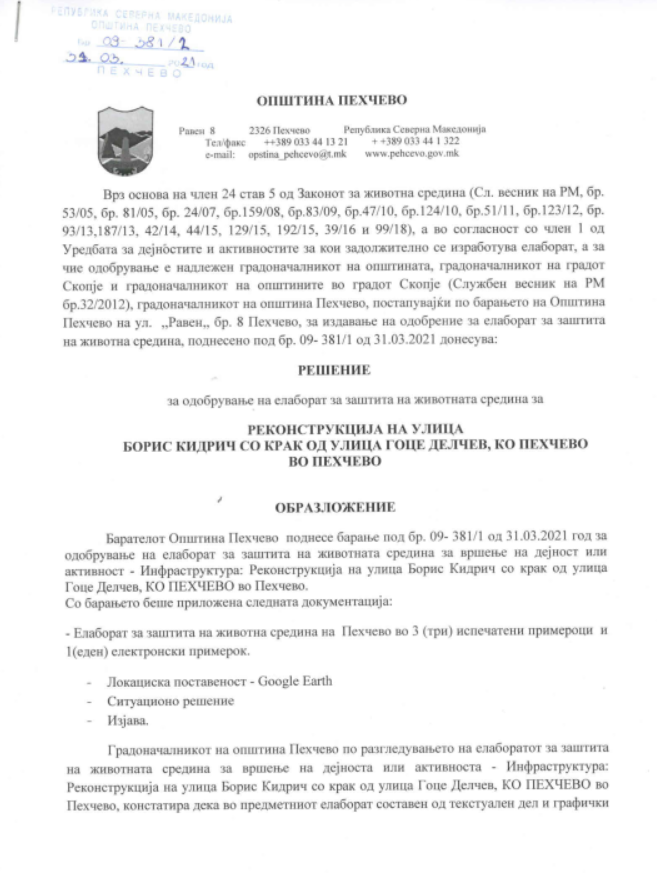 РЕПУБЛИКА СЕВЕРНА МАКЕДОНИЈА
ОПШТИНА ПЕХЧЕВО
бр 09-381/2
31. 03. 2021 год
ПЕХЧЕВО
ОПШТИНА ПЕХЧЕВО
Равен 8 2326 Пехчево Република Северна Македонија
Тел/факс ++389 033 44 13 21 + +389 033 44 1 322
e-mail: opstina_pehcevo@t.mk www.pehcevo.gov.mk
Врз основа на член 24 став 5 од Законот за животна средина (Сл. весник на РМ, бр.
53/05, бр. 81/05, бр. 24/07, бр.159/08, бр.83/09, бр.47/10, бр.124/10, бр.51/11, бр.123/12, бр.
93/13,187/13, 42/14, 44/15, 129/15, 192/15, 39/16 и 99/18), а во согласност со член 1 од
Уредбата за дејностите и активностите за кои задолжително се изработува елаборат, а за
чие одобрување е надлежен градоначалникот на општината, градоначалникот на градот
Скопје и градоначалникот на општините во градот Скопје (Службен весник на РМ
бр.32/2012), градоначалникот на општина Пехчево, постапувајќи по барањето на Општина
Пехчево на ул. ,,Равен,, бр. 8 Пехчево, за издавање на одобрение за елаборат за заштита
на животна средина, поднесено под бр. 09- 381/1 од 31.03.2021 донесува:
РЕШЕНИЕ
за одобрување на елаборат за заштита на животната средина за
РЕКОНСТРУКЦИЈА НА УЛИЦА
БОРИС КИДРИЧ СО КРАК ОД УЛИЦА ГОЦЕ ДЕЛЧЕВ, КО ПЕХЧЕВО
ВО ПЕХЧЕВО
ОБРАЗЛОЖЕНИЕ
Барателот Општина Пехчево поднесе барање под бр. 09- 381/1 од 31.03.2021 год за
одобрување на елаборат за заштита на животната средина за вршење на дејност или
активност - Инфраструктура: Реконструкција на улица Борис Кидрич со крак од улица
Гоце Делчев, КО ПЕХЧЕВО во Пехчево.
Со барањето беше приложена следната документација:
- Елаборат за заштита на животна средина на Пехчево во 3 (три) испечатени примероци и
1(еден) електронски примерок.
- Локациска поставеност - Google Earth
- Ситуационо решение
- Изјава.
Градоначалникот на општина Пехчево по разгледувањето на елаборатот за заштита
на животната средина за вршење на дејноста или активноста - Инфраструктура:
Реконструкција на улица Борис Кидрич со крак од улица Гоце Делчев, КО ПЕХЧЕВО во
Пехчево, констатира дека во предметниот елаборат составен од текстуален дел и графички